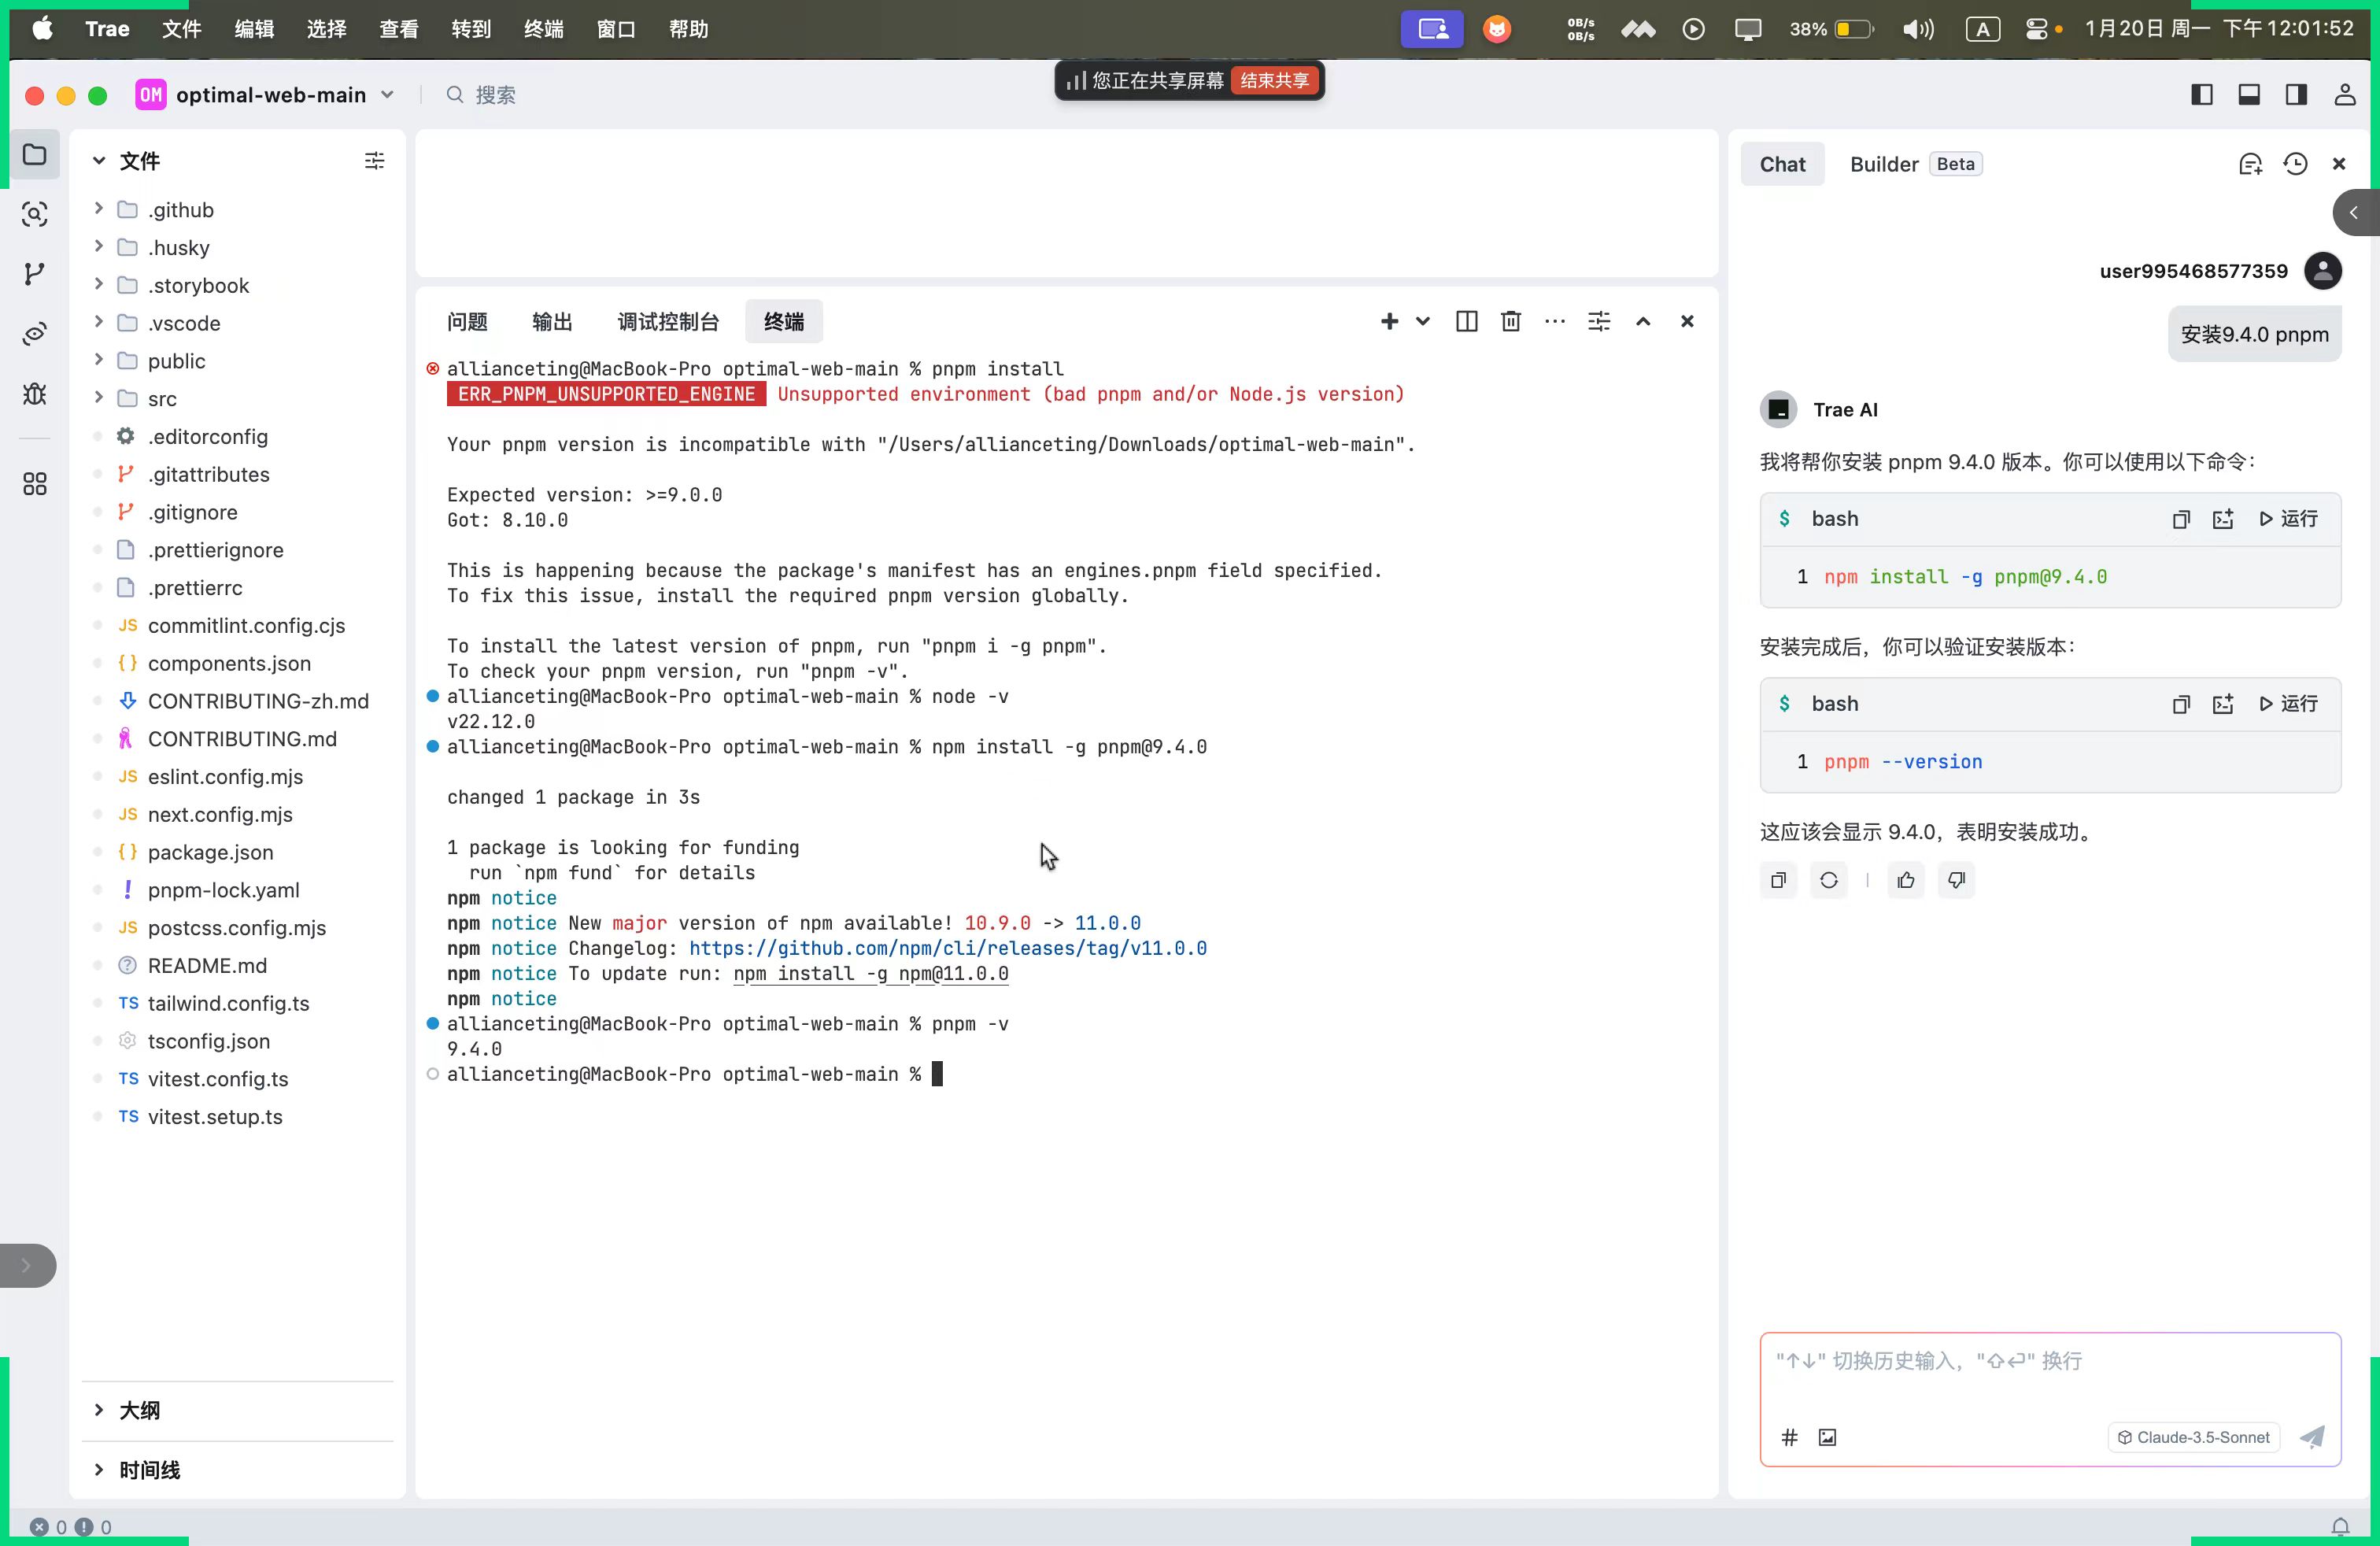 Trae 文件 编辑 选择 查看 转到 终端 窗口 帮助
0B/s
0B/s
38%
A
1月20日 周一 下午12:01:52
您正在共享屏幕 结束共享
OM optimal-web-main
搜索
文件
.github
.husky
.storybook
.vscode
public
src
.editorconfig
.gitattributes
.gitignore
.prettierignore
.prettierrc
JS commitlint.config.cjs
{ } components.json
CONTRIBUTING-zh.md
CONTRIBUTING.md
JS eslint.config.mjs
JS next.config.mjs
{ } package.json
! pnpm-lock.yaml
JS postcss.config.mjs
README.md
TS tailwind.config.ts
tsconfig.json
TS vitest.config.ts
TS vitest.setup.ts
大纲
时间线
0 0
问题 输出 调试控制台 终端
allianceting@MacBook-Pro optimal-web-main % pnpm install
ERR_PNPM_UNSUPPORTED_ENGINE Unsupported environment (bad pnpm and/or Node.js version)
Your pnpm version is incompatible with "/Users/allianceting/Downloads/optimal-web-main".
Expected version: >=9.0.0
Got: 8.10.0
This is happening because the package's manifest has an engines.pnpm field specified.
To fix this issue, install the required pnpm version globally.
To install the latest version of pnpm, run "pnpm i -g pnpm".
To check your pnpm version, run "pnpm -v".
allianceting@MacBook-Pro optimal-web-main % node -v
v22.12.0
allianceting@MacBook-Pro optimal-web-main % npm install -g pnpm@9.4.0
changed 1 package in 3s
1 package is looking for funding
run `npm fund` for details
npm notice
npm notice New major version of npm available! 10.9.0 -> 11.0.0
npm notice Changelog: https://github.com/npm/cli/releases/tag/v11.0.0
npm notice To update run: npm install -g npm@11.0.0
npm notice
allianceting@MacBook-Pro optimal-web-main % pnpm -v
9.4.0
allianceting@MacBook-Pro optimal-web-main %
Chat Builder Beta
user995468577359
安装9.4.0 pnpm
Trae AI
我将帮你安装 pnpm 9.4.0 版本。你可以使用以下命令：
$ bash 运行
1 npm install -g pnpm@9.4.0
安装完成后，你可以验证安装版本：
$ bash 运行
1 pnpm --version
这应该会显示 9.4.0，表明安装成功。
"↑↓" 切换历史输入，"⇧⏎" 换行
# Claude-3.5-Sonnet